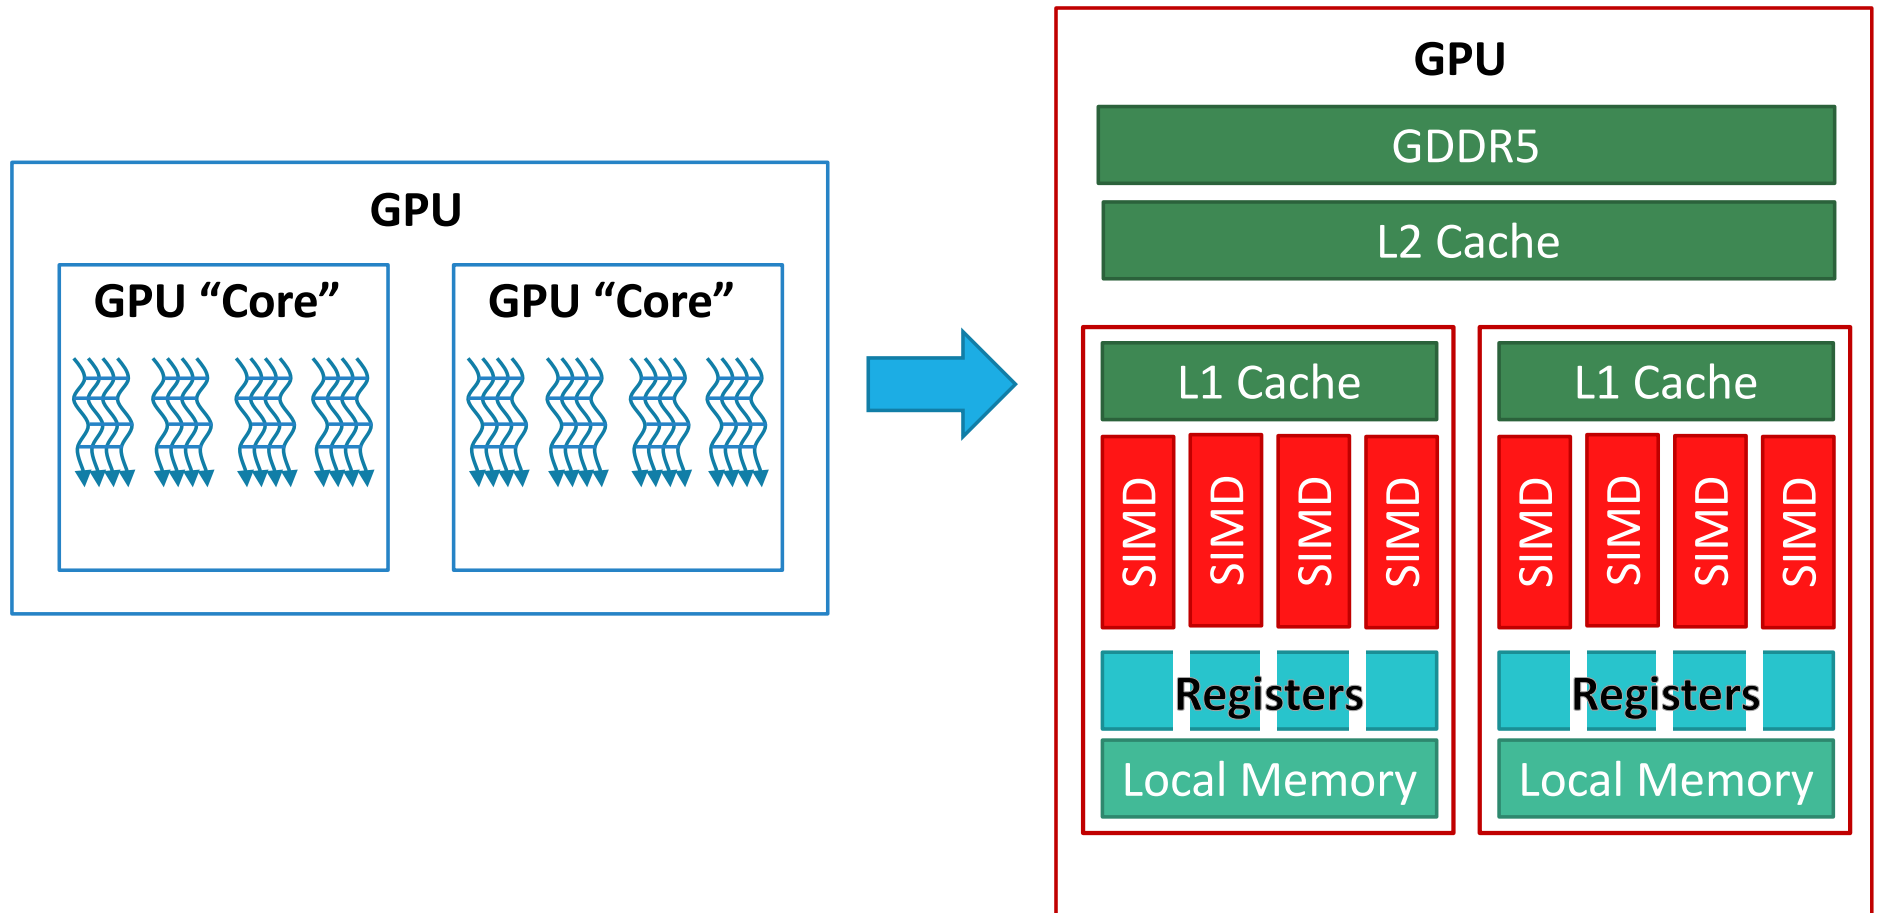 GPU
GPU “Core”
GPU “Core”
GPU
GDDR5
L2 Cache
L1 Cache
SIMD
SIMD
SIMD
SIMD
Registers
Local Memory
L1 Cache
SIMD
SIMD
SIMD
SIMD
Registers
Local Memory